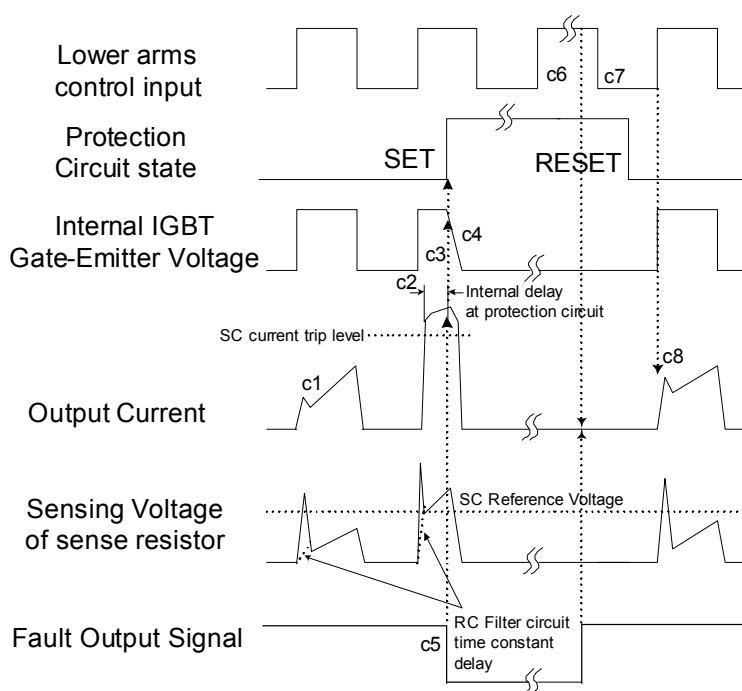 Lower arms
control input
c6
c7
Protection
Circuit state
SET
RESET
Internal IGBT
Gate-Emitter Voltage
c3
c4
c2
Internal delay
at protection circuit
SC current trip level
c1
c8
Output Current
Sensing Voltage
of sense resistor
SC Reference Voltage
Fault Output Signal
c5
RC Filter circuit
time constant
delay